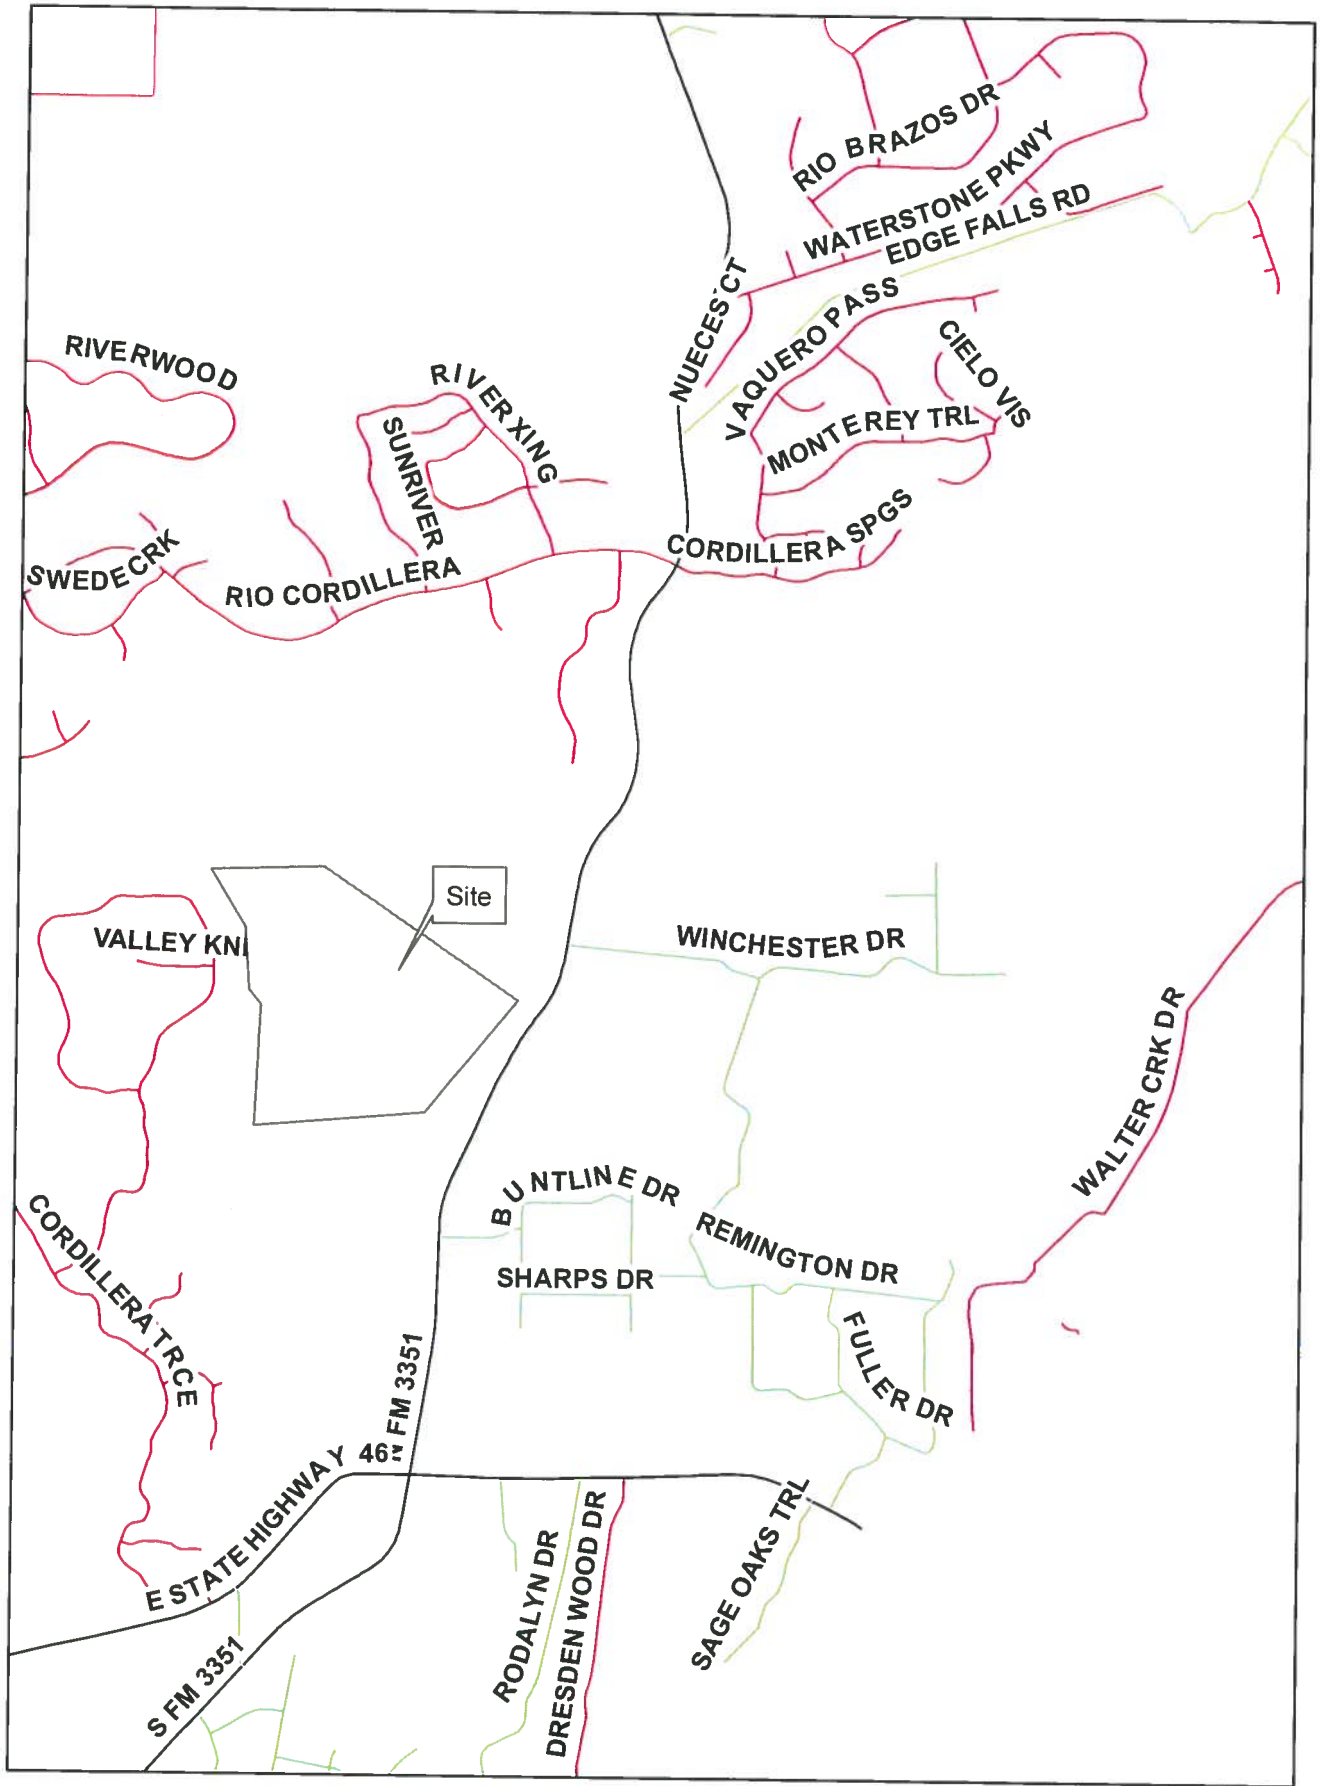 RIO BRAZOS DR
WATERSTONE PKWY
EDGE FALLS RD
NUECES CT
VAQUERO PASS
CIELO VIS
MONTEREY TRL
RIVERWOOD
RIVER XING
SUNRIVER
CORDILLERA SPGS
SWEDE CRK
RIO CORDILLERA
Site
VALLEY KN
WINCHESTER DR
WALTER CRK DR
BUNTLINE DR
REMINGTON DR
SHARPS DR
CORDILLERA TRCE
FULLER DR
N FM 3351
E STATE HIGHWAY 46
SAGE OAKS TRL
RODALYN DR
DRESDEN WOOD DR
S FM 3351